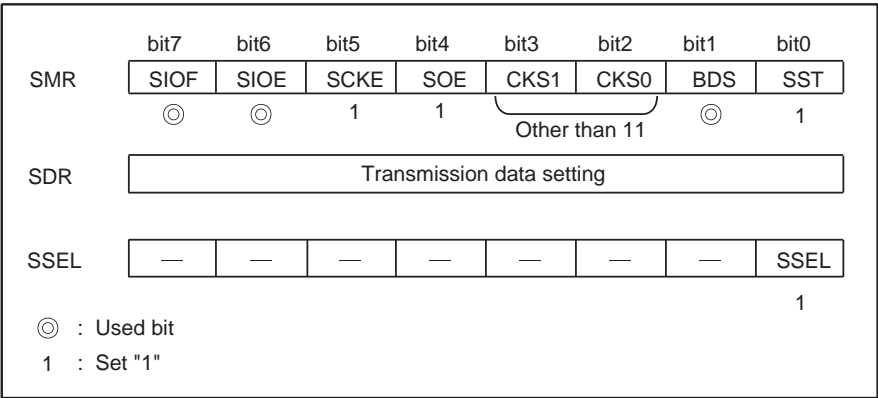 bit7 bit6 bit5 bit4 bit3 bit2 bit1 bit0
SMR SIOF SIOE SCKE SOE CKS1 CKS0 BDS SST
◎ ◎ 1 1 Other than 11 ◎ 1
SDR Transmission data setting
SSEL — — — — — — — SSEL
1
◎ : Used bit
1 : Set "1"